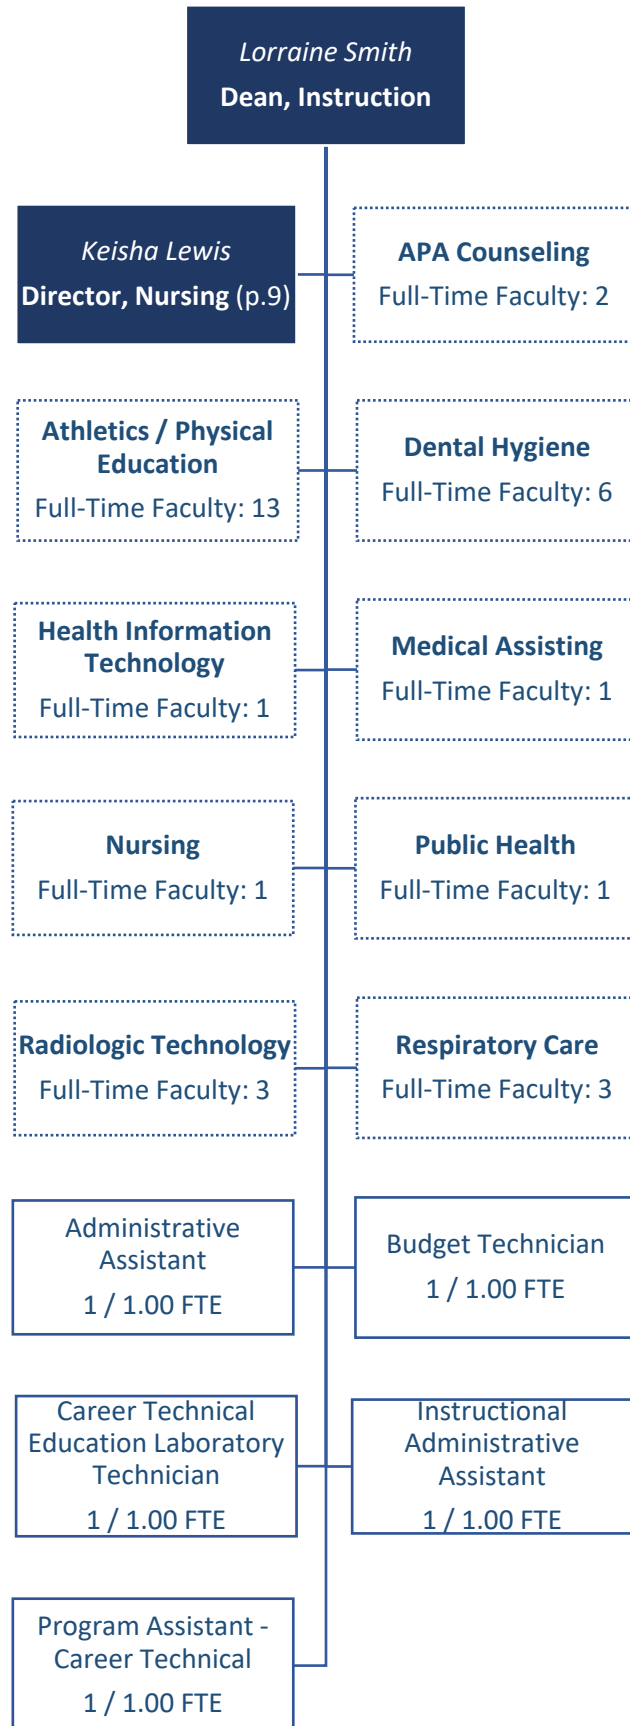 Lorraine Smith
Dean, Instruction
Keisha Lewis
Director, Nursing (p.9)
APA Counseling
Full-Time Faculty: 2
Athletics / Physical
Education
Full-Time Faculty: 13
Dental Hygiene
Full-Time Faculty: 6
Health Information
Technology
Full-Time Faculty: 1
Medical Assisting
Full-Time Faculty: 1
Nursing
Full-Time Faculty: 1
Public Health
Full-Time Faculty: 1
Radiologic Technology
Full-Time Faculty: 3
Respiratory Care
Full-Time Faculty: 3
Administrative
Assistant
1 / 1.00 FTE
Budget Technician
1 / 1.00 FTE
Career Technical
Education Laboratory
Technician
1 / 1.00 FTE
Instructional
Administrative
Assistant
1 / 1.00 FTE
Program Assistant -
Career Technical
1 / 1.00 FTE